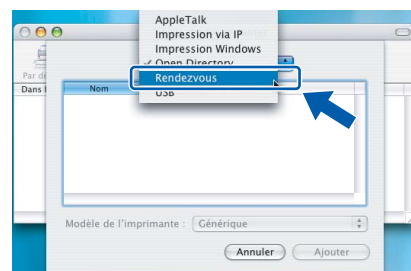 AppleTalk
Impression via IP
Impression Windows
✓ Open Directory
Rendezvous
USB
Par dé
Dans l
Nom
Modèle de l'imprimante :
Générique
Annuler
Ajouter